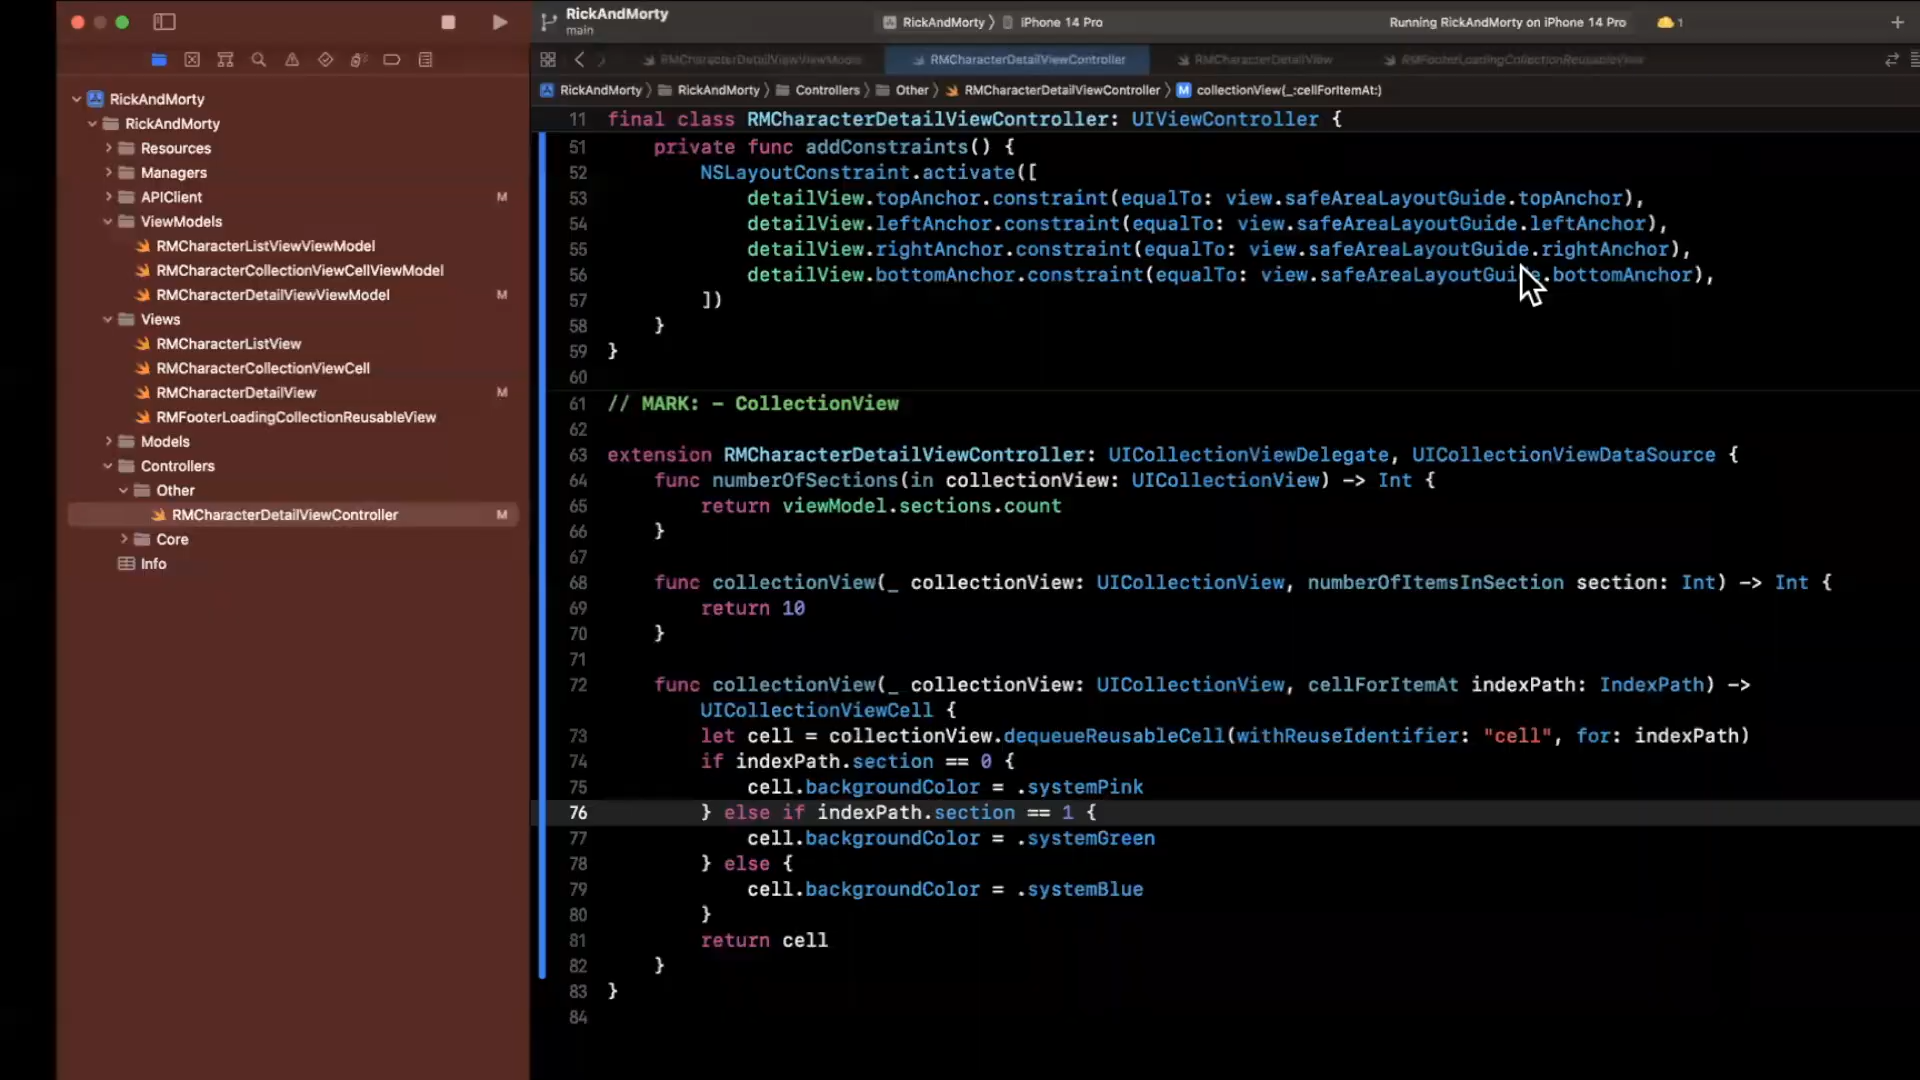 RickAndMorty
main
RickAndMorty 〉 iPhone 14 Pro
Running RickAndMorty on iPhone 14 Pro
1
RMCharacterDetailViewViewModel
RMCharacterDetailViewController
RMCharacterDetailView
RMFooterLoadingCollectionReusableView
RickAndMorty 〉 RickAndMorty 〉 Controllers 〉 Other 〉 RMCharacterDetailViewController 〉 M collectionView(_:cellForItemAt:)
RickAndMorty
RickAndMorty
Resources
Managers
APIClient M
ViewModels
RMCharacterListViewViewModel
RMCharacterCollectionViewCellViewModel
RMCharacterDetailViewViewModel M
Views
RMCharacterListView
RMCharacterCollectionViewCell
RMCharacterDetailView M
RMFooterLoadingCollectionReusableView
Models
Controllers
Other
RMCharacterDetailViewController M
Core
Info
11 final class RMCharacterDetailViewController: UIViewController {
51     private func addConstraints() {
52         NSLayoutConstraint.activate([
53             detailView.topAnchor.constraint(equalTo: view.safeAreaLayoutGuide.topAnchor),
54             detailView.leftAnchor.constraint(equalTo: view.safeAreaLayoutGuide.leftAnchor),
55             detailView.rightAnchor.constraint(equalTo: view.safeAreaLayoutGuide.rightAnchor),
56             detailView.bottomAnchor.constraint(equalTo: view.safeAreaLayoutGuide.bottomAnchor),
57         ])
58     }
59 }
60
61 // MARK: - CollectionView
62
63 extension RMCharacterDetailViewController: UICollectionViewDelegate, UICollectionViewDataSource {
64     func numberOfSections(in collectionView: UICollectionView) -> Int {
65         return viewModel.sections.count
66     }
67
68     func collectionView(_ collectionView: UICollectionView, numberOfItemsInSection section: Int) -> Int {
69         return 10
70     }
71
72     func collectionView(_ collectionView: UICollectionView, cellForItemAt indexPath: IndexPath) ->
        UICollectionViewCell {
73         let cell = collectionView.dequeueReusableCell(withReuseIdentifier: "cell", for: indexPath)
74         if indexPath.section == 0 {
75             cell.backgroundColor = .systemPink
76         } else if indexPath.section == 1 {
77             cell.backgroundColor = .systemGreen
78         } else {
79             cell.backgroundColor = .systemBlue
80         }
81         return cell
82     }
83 }
84